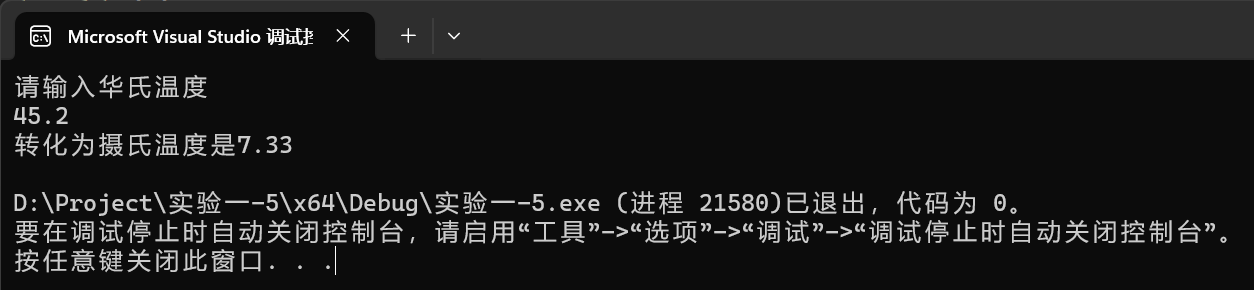 Microsoft Visual Studio 调试控
请输入华氏温度
45.2
转化为摄氏温度是7.33
D:\Project\实验一-5\x64\Debug\实验一-5.exe (进程 21580)已退出，代码为 0。
要在调试停止时自动关闭控制台，请启用“工具”->“选项”->“调试”->“调试停止时自动关闭控制台”。
按任意键关闭此窗口. . .